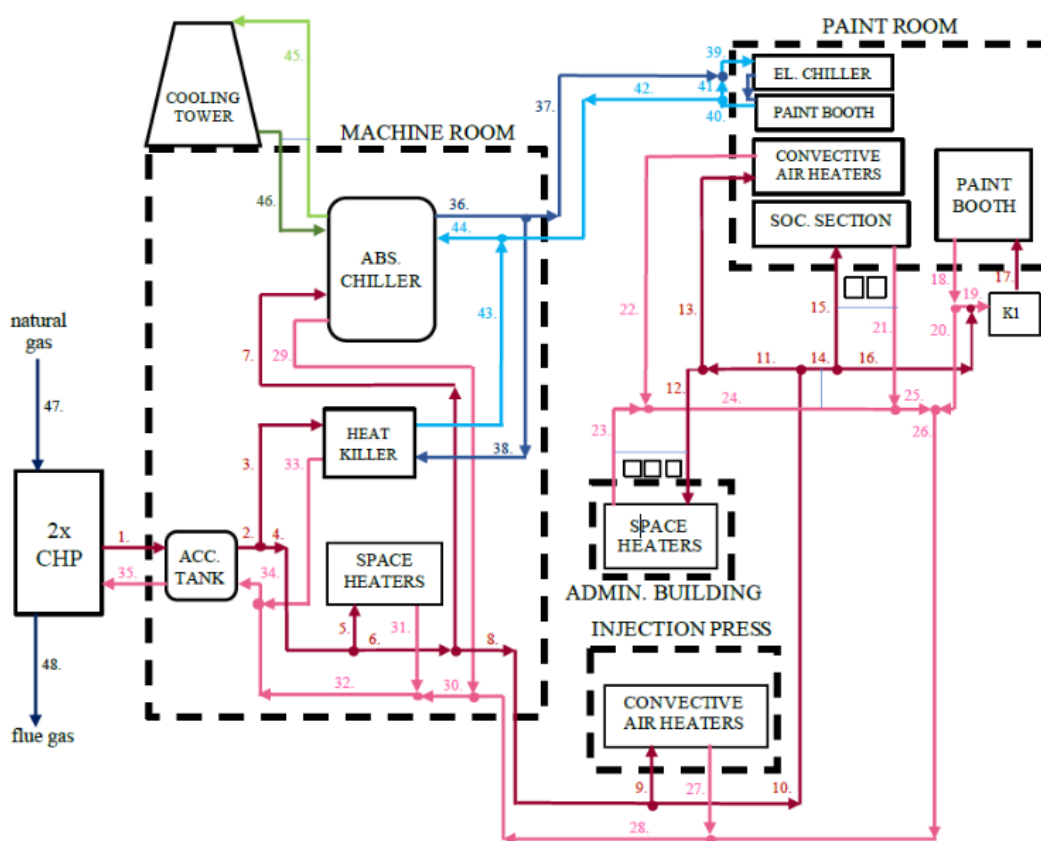 PAINT ROOM
45.
39.
EL. CHILLER
COOLING
TOWER
37.
42.
41.
40.
PAINT BOOTH
MACHINE ROOM
CONVECTIVE
AIR HEATERS
PAINT
BOOTH
46.
36.
44.
SOC. SECTION
ABS.
CHILLER
18.
17.
natural
gas
43.
22.
13.
15.
21.
19.
20.
K1
7.
29.
11.
14.
16.
12.
24.
25.
26.
47.
3.
33.
HEAT
KILLER
38.
23.
2x
CHP
1.
2.
4.
ACC.
TANK
35.
34.
SPACE
HEATERS
SPACE
HEATERS
ADMIN. BUILDING
5.
6.
31.
8.
INJECTION PRESS
48.
32.
30.
CONVECTIVE
AIR HEATERS
flue gas
9.
27.
10.
28.